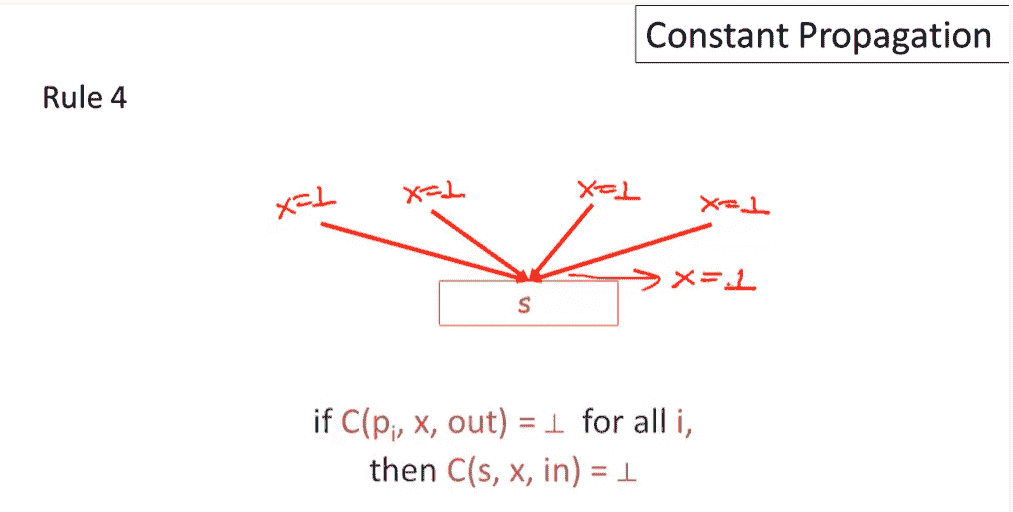 Constant Propagation
Rule 4
x=⊥ x=⊥ x=⊥ x=⊥
x=⊥
s
if C(pᵢ, x, out) = ⊥ for all i,
then C(s, x, in) = ⊥